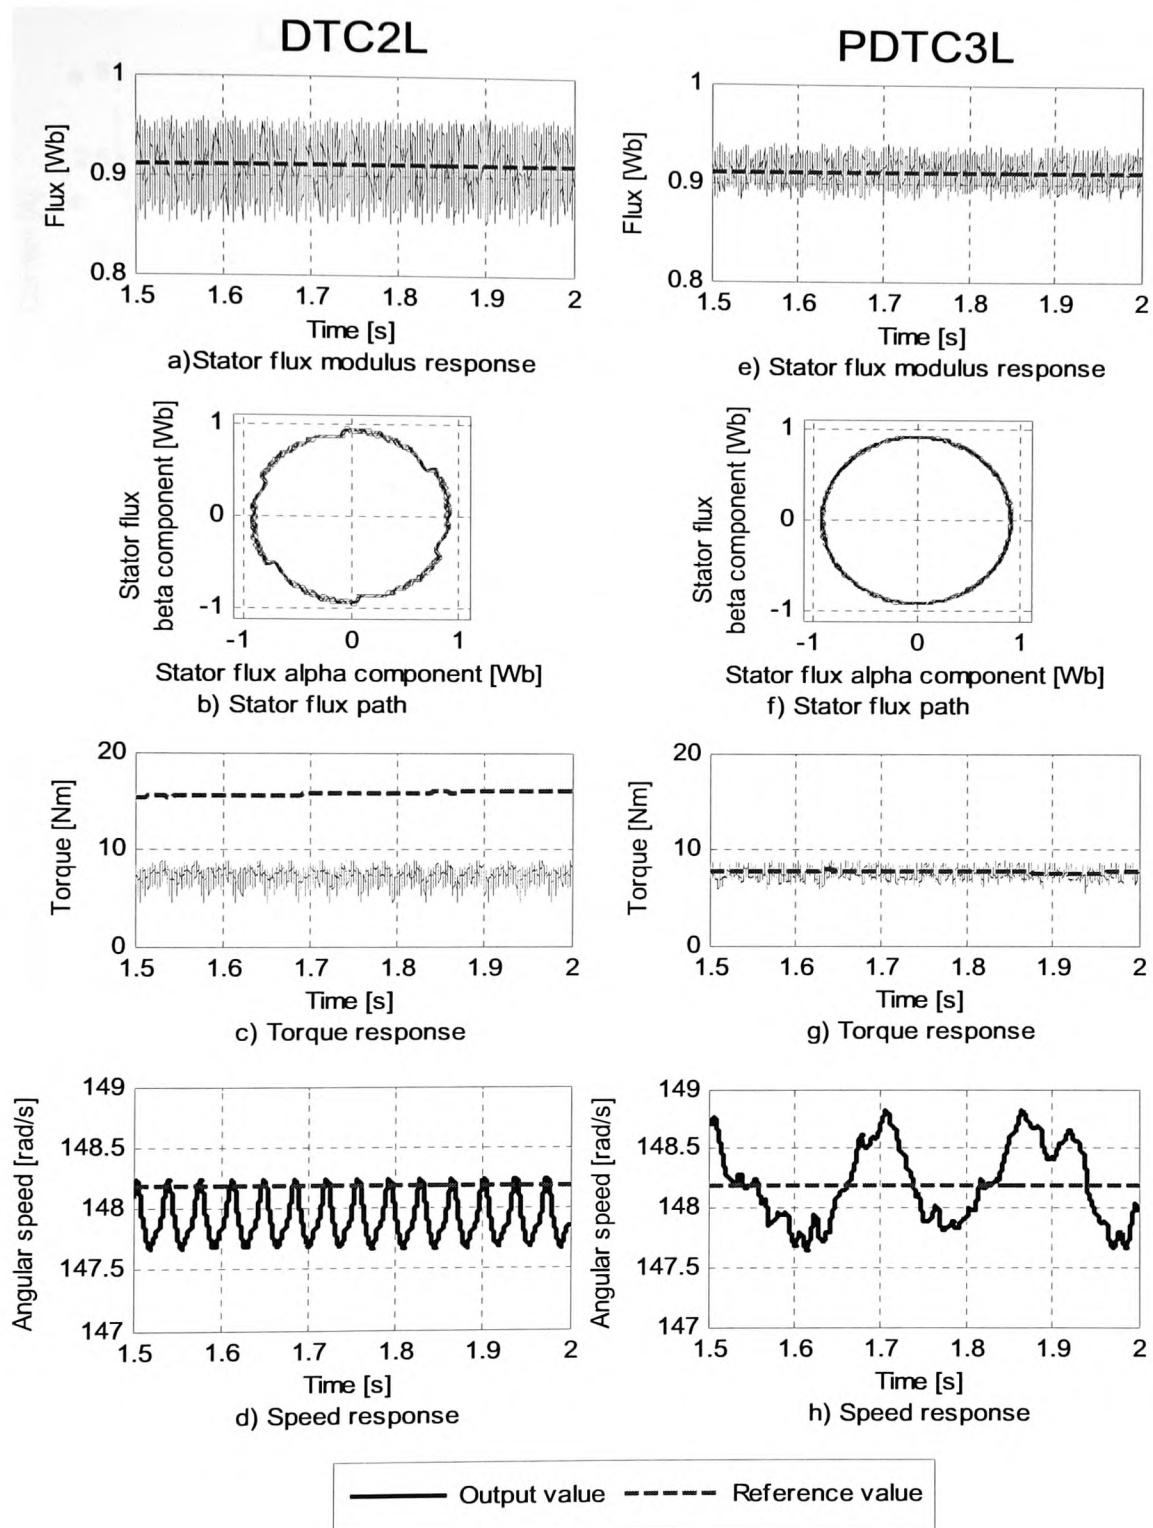 DTC2L
1
Flux [Wb]
0.9
0.8
1.5 1.6 1.7 1.8 1.9 2
Time [s]
a)Stator flux modulus response
Stator flux
beta component [Wb]
1
0
-1
-1 0 1
Stator flux alpha component [Wb]
b) Stator flux path
20
Torque [Nm]
10
0
1.5 1.6 1.7 1.8 1.9 2
Time [s]
c) Torque response
149
Angular speed [rad/s]
148.5
148
147.5
147
1.5 1.6 1.7 1.8 1.9 2
Time [s]
d) Speed response
PDTC3L
1
Flux [Wb]
0.9
0.8
1.5 1.6 1.7 1.8 1.9 2
Time [s]
e) Stator flux modulus response
Stator flux
beta component [Wb]
1
0
-1
-1 0 1
Stator flux alpha component [Wb]
f) Stator flux path
20
Torque [Nm]
10
0
1.5 1.6 1.7 1.8 1.9 2
Time [s]
g) Torque response
149
Angular speed [rad/s]
148.5
148
147.5
147
1.5 1.6 1.7 1.8 1.9 2
Time [s]
h) Speed response
Output value Reference value